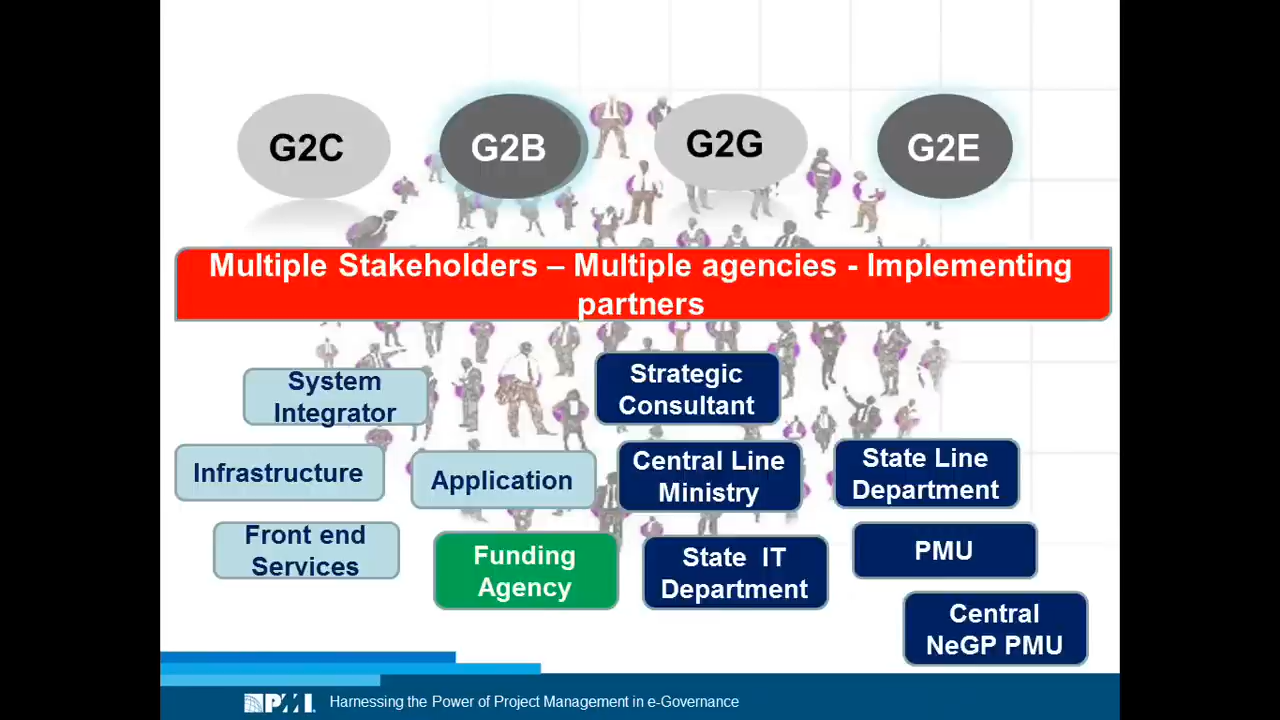 G2C
G2B
G2G
G2E
Multiple Stakeholders – Multiple agencies - Implementing
partners
System
Integrator
Strategic
Consultant
Infrastructure
Application
Central Line
Ministry
State Line
Department
Front end
Services
Funding
Agency
State IT
Department
PMU
Central
NeGP PMU
PMI
Harnessing the Power of Project Management in e-Governance